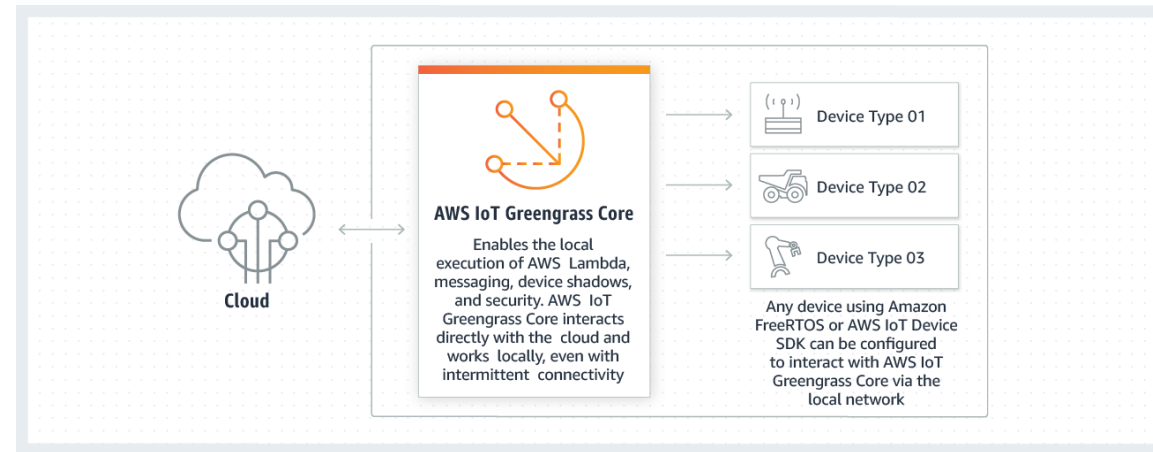 Cloud
AWS IoT Greengrass Core
Enables the local
execution of AWS Lambda,
messaging, device shadows,
and security. AWS IoT
Greengrass Core interacts
directly with the cloud and
works locally, even with
intermittent connectivity
Device Type 01
Device Type 02
Device Type 03
Any device using Amazon
FreeRTOS or AWS IoT Device
SDK can be configured
to interact with AWS IoT
Greengrass Core via the
local network